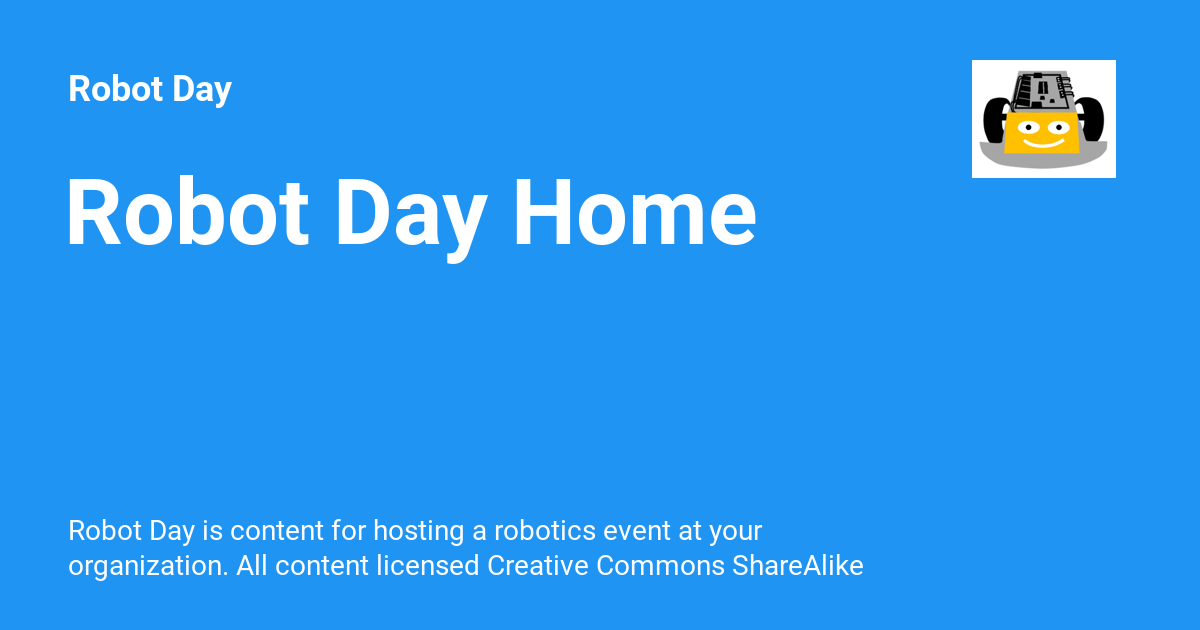 Robot Day
Robot Day Home
Robot Day is content for hosting a robotics event at your
organization. All content licensed Creative Commons ShareAlike